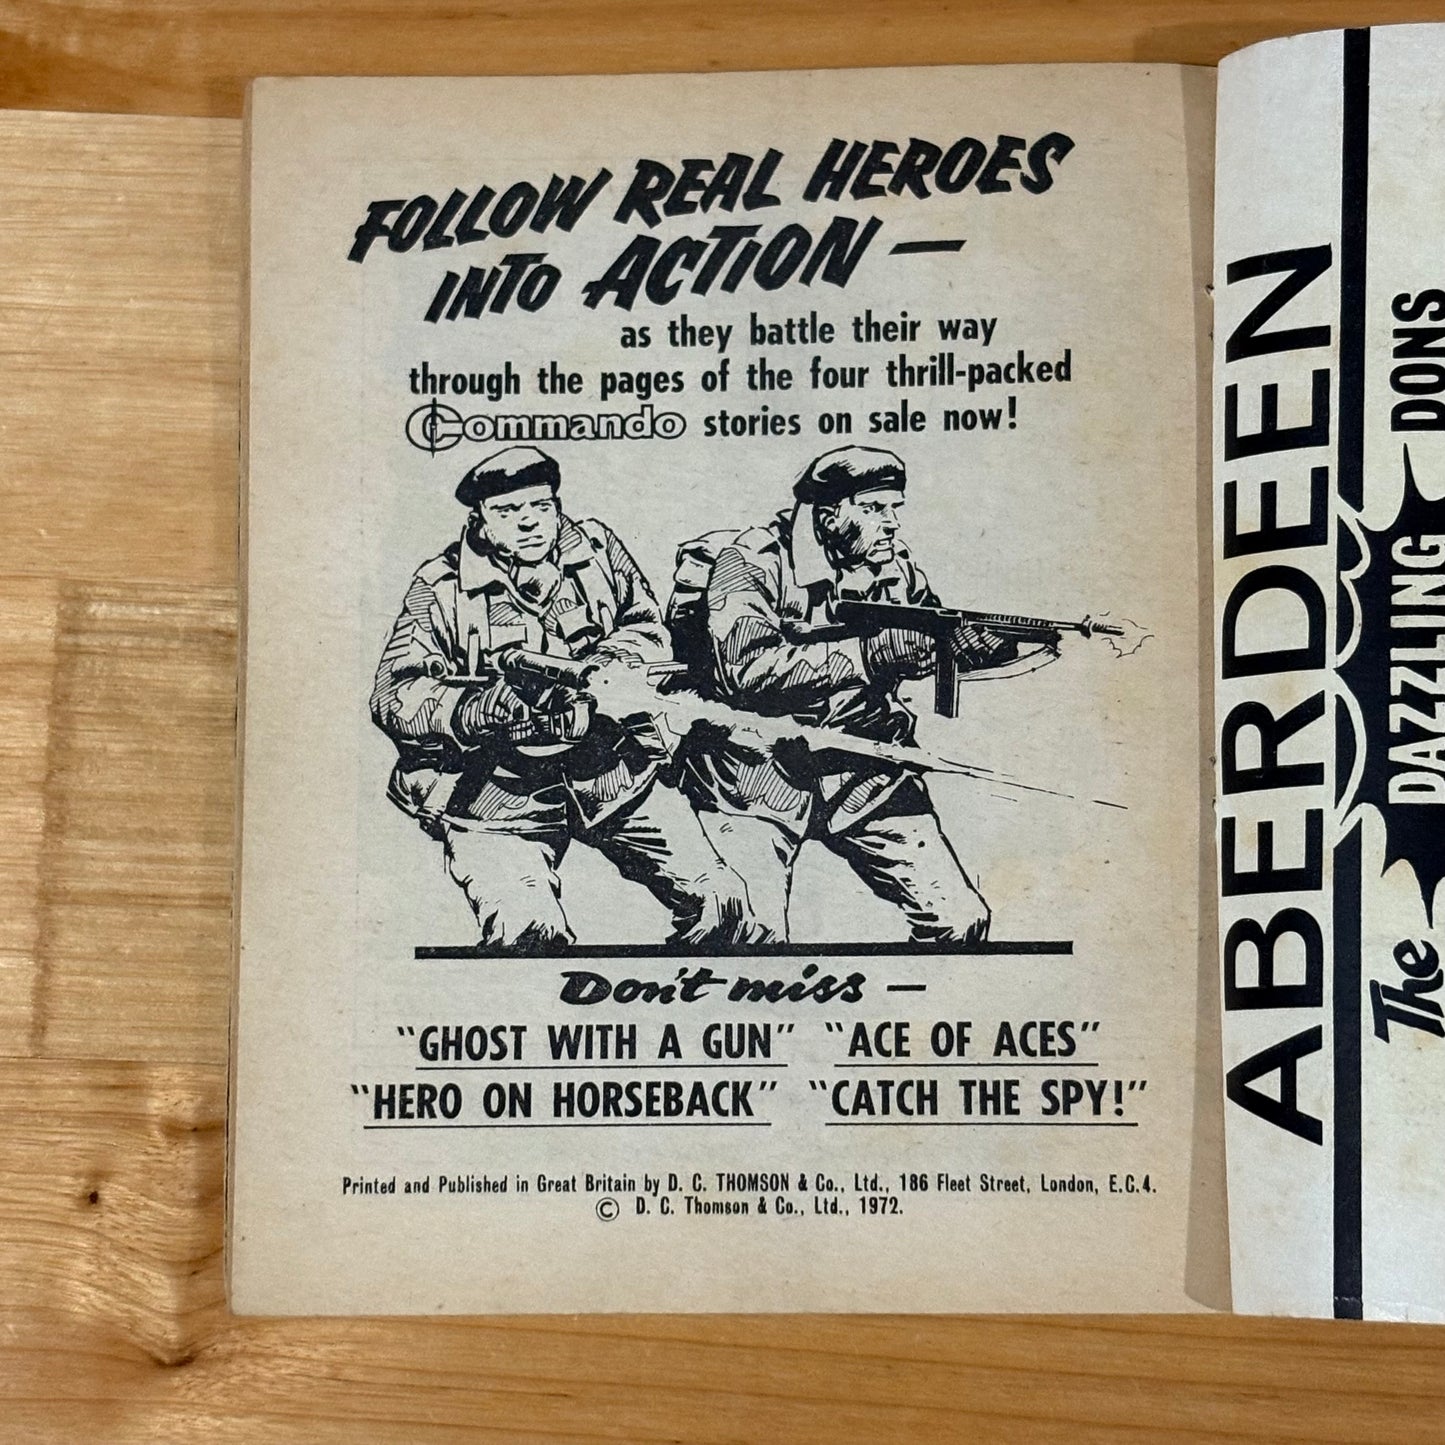 FOLLOW REAL HEROES
INTO ACTION —
as they battle their way
through the pages of the four thrill-packed
Commando stories on sale now!
Don't miss —
"GHOST WITH A GUN" "ACE OF ACES"
"HERO ON HORSEBACK" "CATCH THE SPY!"
Printed and Published in Great Britain by D. C. THOMSON & Co., Ltd., 186 Fleet Street, London, E.C.4.
© D. C. Thomson & Co., Ltd., 1972.
ABERDEEN
The DAZZLING DONS